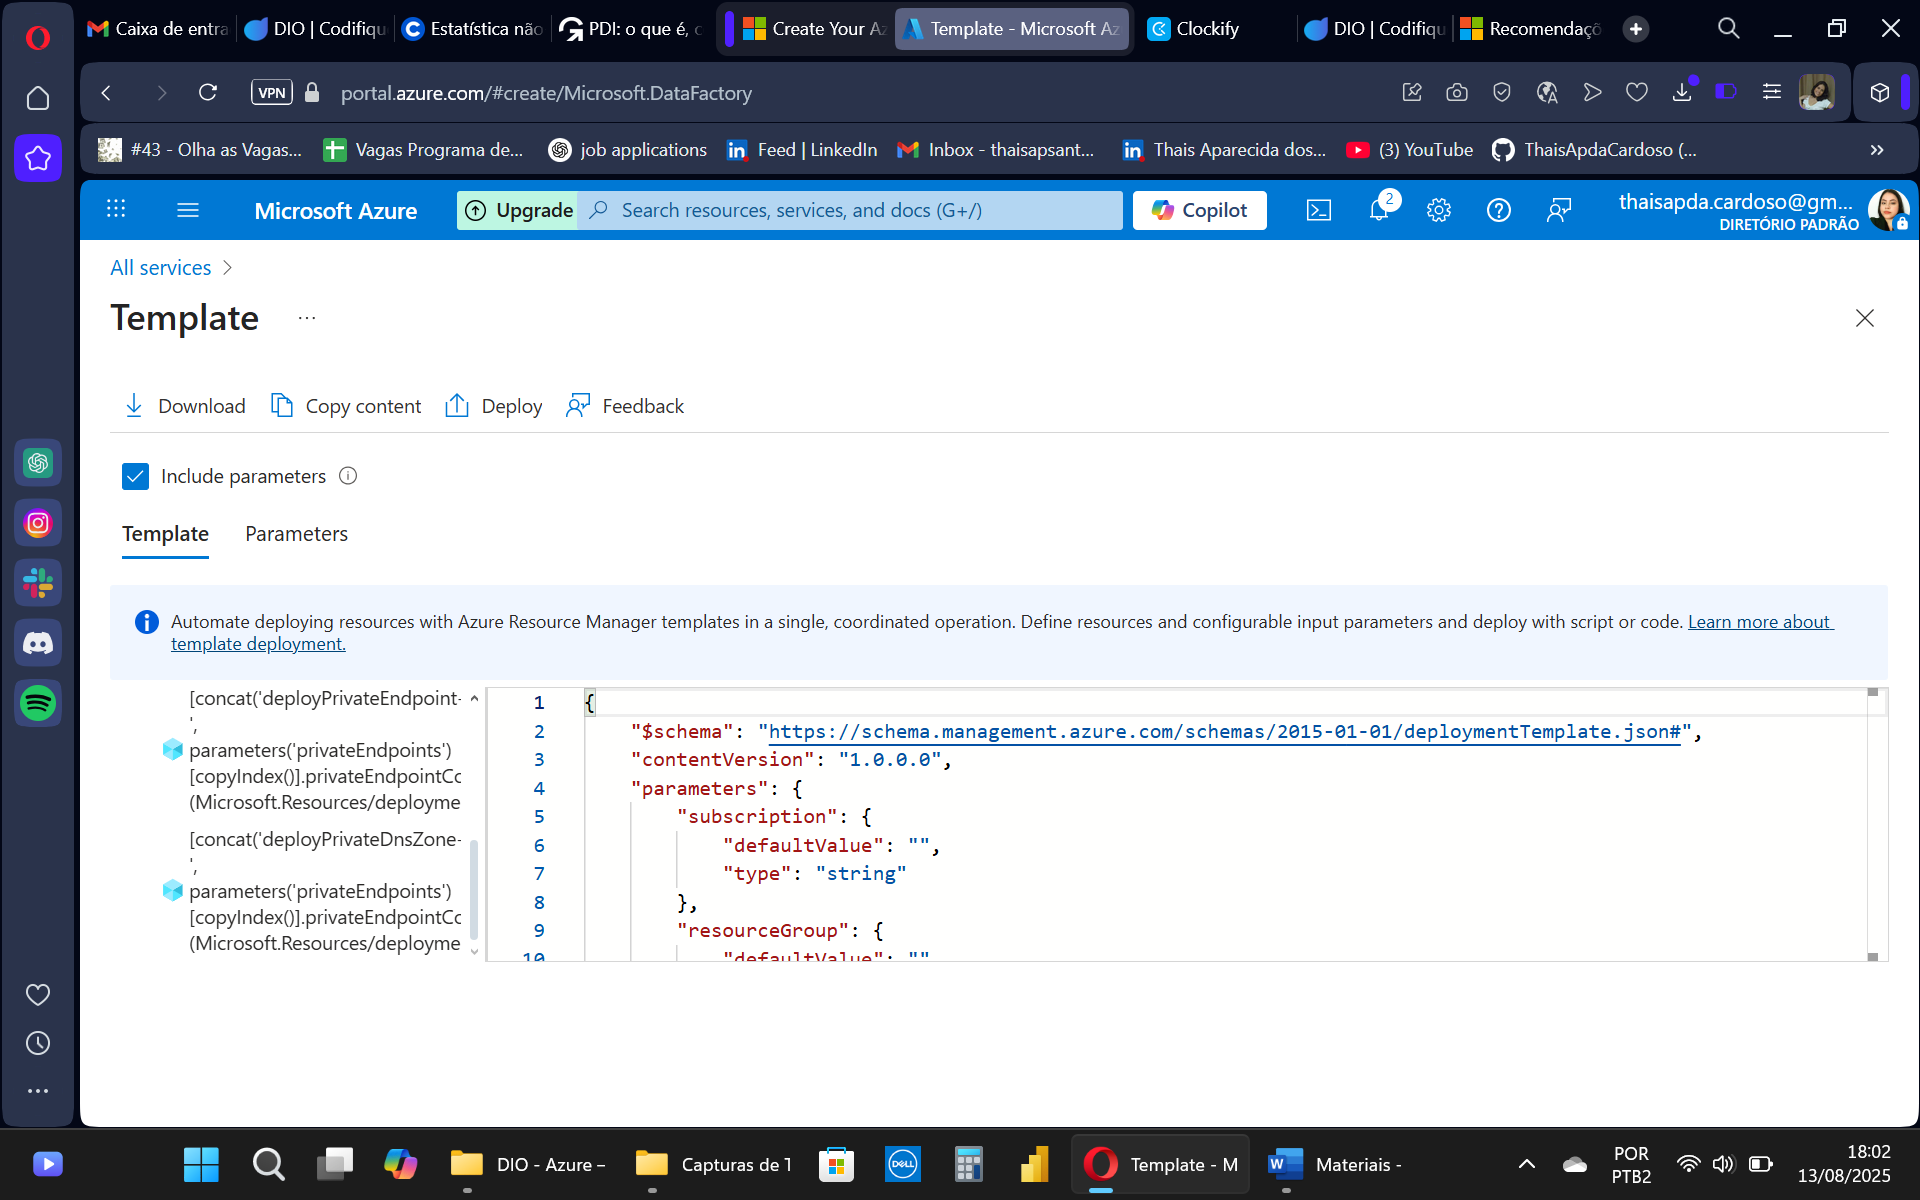 Caixa de entra
DIO | Codifiqu
Estatística não
PDI: o que é, c
Create Your Az
Template - Microsoft Az
Clockify
DIO | Codifiqu
Recomendaçõ
VPN
portal.azure.com/#create/Microsoft.DataFactory
#43 - Olha as Vagas...
Vagas Programa de...
job applications
Feed | LinkedIn
Inbox - thaisapsant...
Thais Aparecida dos...
(3) YouTube
ThaisApdaCardoso (...
Microsoft Azure
Upgrade
Search resources, services, and docs (G+/)
Copilot
2
thaisapda.cardoso@gm...
DIRETÓRIO PADRÃO
All services
Template
Download
Copy content
Deploy
Feedback
Include parameters
Template
Parameters
Automate deploying resources with Azure Resource Manager templates in a single, coordinated operation. Define resources and configurable input parameters and deploy with script or code. Learn more about
template deployment.
[concat('deployPrivateEndpoint-
',
parameters('privateEndpoints')
[copyIndex()].privateEndpointCo
(Microsoft.Resources/deployme
[concat('deployPrivateDnsZone-
',
parameters('privateEndpoints')
[copyIndex()].privateEndpointCo
(Microsoft.Resources/deployme
1 {
2 "$schema": "https://schema.management.azure.com/schemas/2015-01-01/deploymentTemplate.json#",
3 "contentVersion": "1.0.0.0",
4 "parameters": {
5 "subscription": {
6 "defaultValue": "",
7 "type": "string"
8 },
9 "resourceGroup": {
10 "defaultValue": ""
DIO - Azure –
Capturas de T
DELL
Template - M
Materiais -
POR
PTB2
18:02
13/08/2025